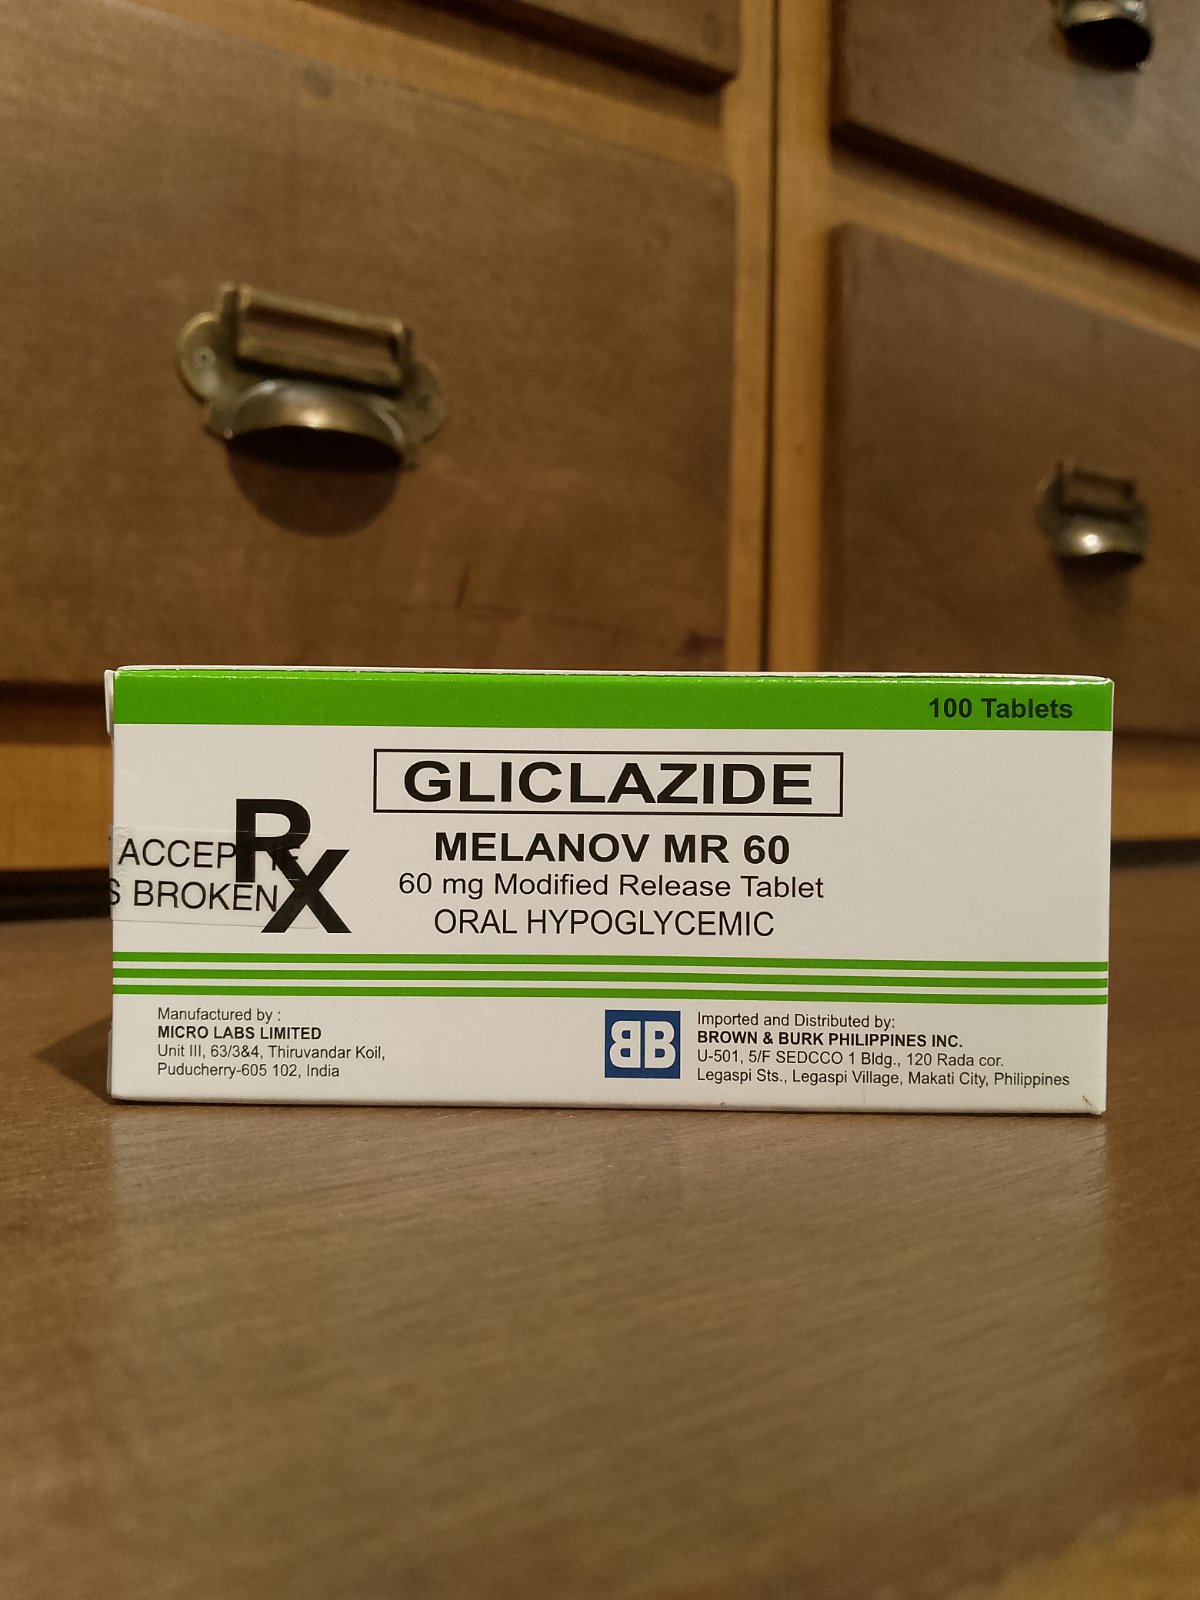 100 Tablets
GLICLAZIDE
Rx
ACCEPT IF
S BROKEN
MELANOV MR 60
60 mg Modified Release Tablet
ORAL HYPOGLYCEMIC
Manufactured by :
MICRO LABS LIMITED
Unit III, 63/3&4, Thiruvandar Koil,
Puducherry-605 102, India
BB
Imported and Distributed by:
BROWN & BURK PHILIPPINES INC.
U-501, 5/F SEDCCO 1 Bldg., 120 Rada cor.
Legaspi Sts., Legaspi Village, Makati City, Philippines